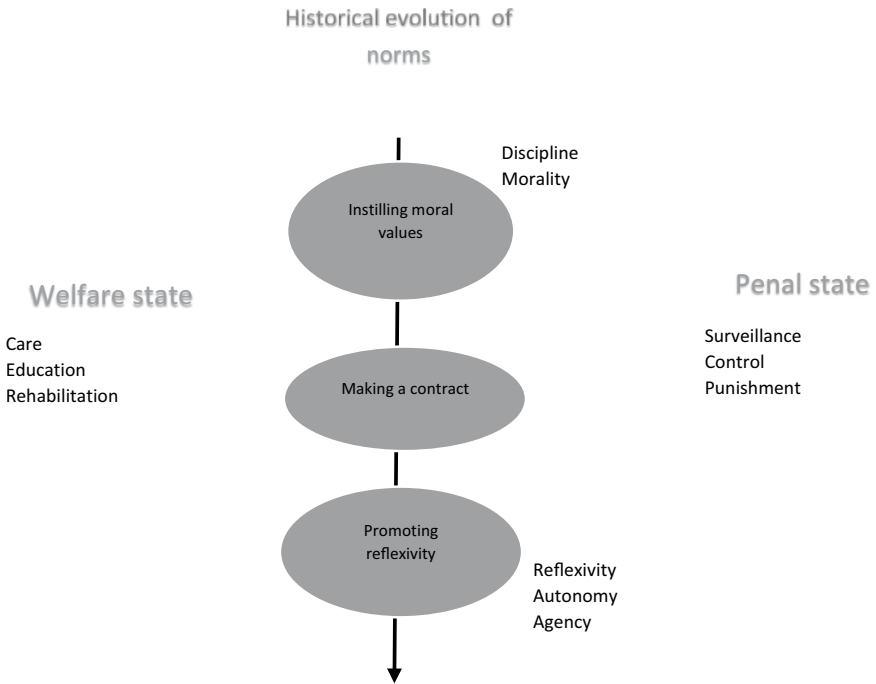 Historical evolution of
norms
Discipline
Morality
Instilling moral
values
Welfare state
Care
Education
Rehabilitation
Penal state
Surveillance
Control
Punishment
Making a contract
Promoting
reflexivity
Reflexivity
Autonomy
Agency